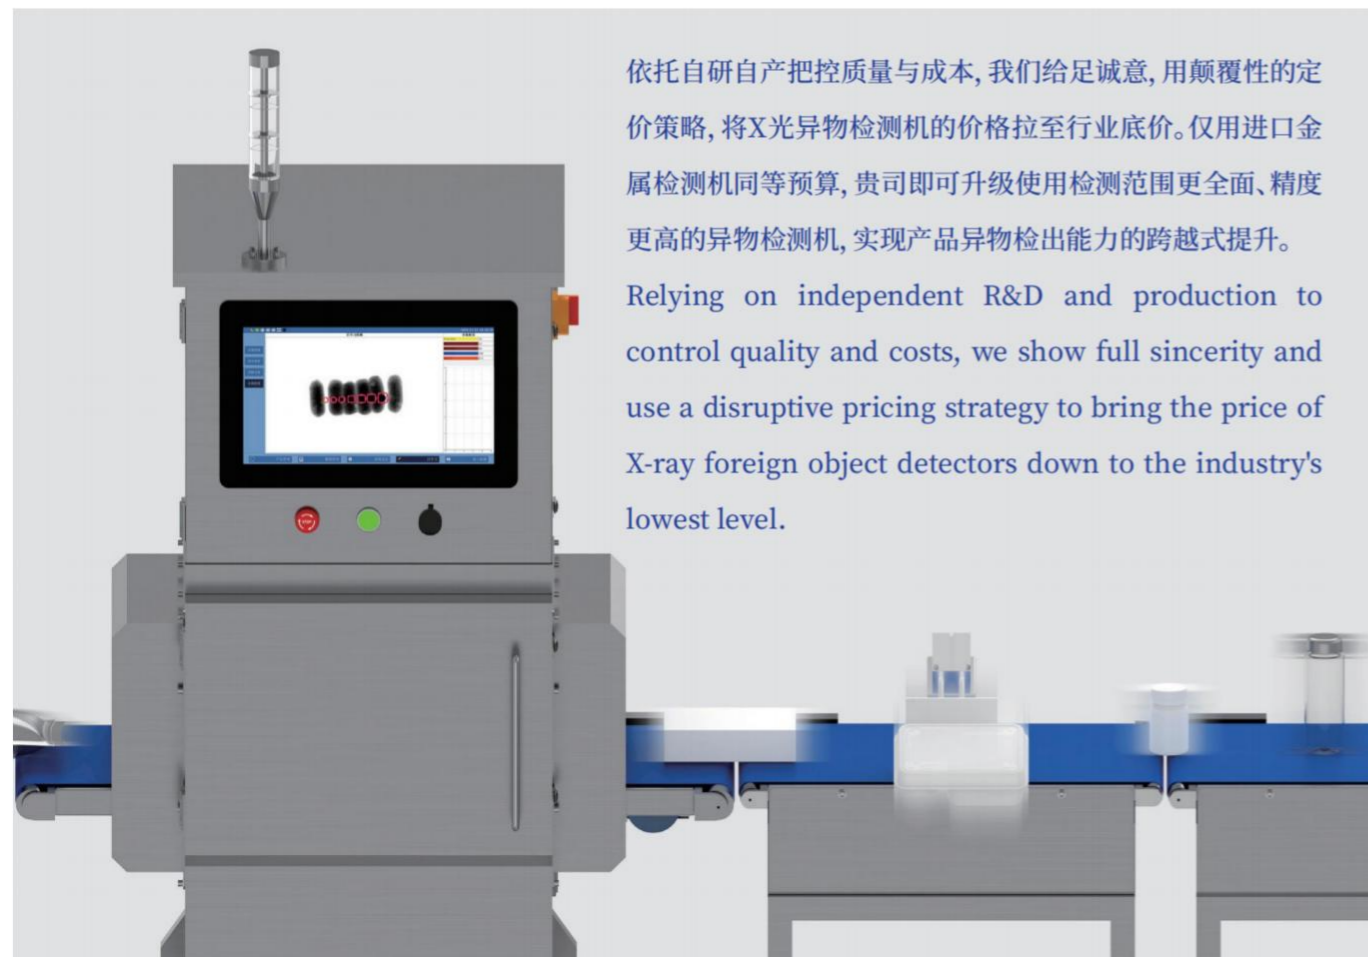 依托自研自产把控质量与成本, 我们给足诚意, 用颠覆性的定
价策略, 将X光异物检测机的价格拉至行业底价。仅用进口金
属检测机同等预算, 贵司即可升级使用检测范围更全面、精度
更高的异物检测机, 实现产品异物检出能力的跨越式提升。
Relying on independent R&D and production to
control quality and costs, we show full sincerity and
use a disruptive pricing strategy to bring the price of
X-ray foreign object detectors down to the industry's
lowest level.
STOP